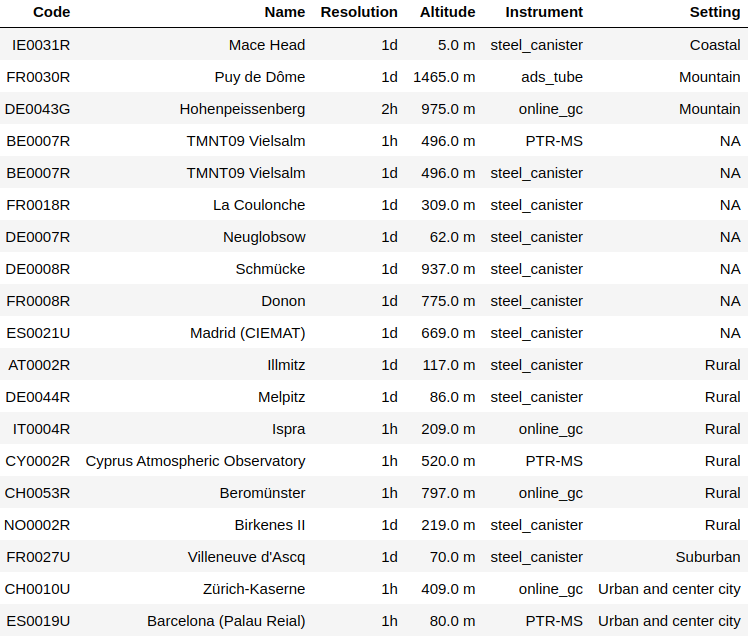 Code Name Resolution Altitude Instrument Setting
IE0031R Mace Head 1d 5.0 m steel_canister Coastal
FR0030R Puy de Dôme 1d 1465.0 m ads_tube Mountain
DE0043G Hohenpeissenberg 2h 975.0 m online_gc Mountain
BE0007R TMNT09 Vielsalm 1h 496.0 m PTR-MS NA
BE0007R TMNT09 Vielsalm 1d 496.0 m steel_canister NA
FR0018R La Coulonche 1d 309.0 m steel_canister NA
DE0007R Neuglobsow 1d 62.0 m steel_canister NA
DE0008R Schmücke 1d 937.0 m steel_canister NA
FR0008R Donon 1d 775.0 m steel_canister NA
ES0021U Madrid (CIEMAT) 1d 669.0 m steel_canister NA
AT0002R Illmitz 1d 117.0 m steel_canister Rural
DE0044R Melpitz 1d 86.0 m steel_canister Rural
IT0004R Ispra 1h 209.0 m online_gc Rural
CY0002R Cyprus Atmospheric Observatory 1h 520.0 m PTR-MS Rural
CH0053R Beromünster 1h 797.0 m online_gc Rural
NO0002R Birkenes II 1d 219.0 m steel_canister Rural
FR0027U Villeneuve d'Ascq 1d 70.0 m steel_canister Suburban
CH0010U Zürich-Kaserne 1h 409.0 m online_gc Urban and center city
ES0019U Barcelona (Palau Reial) 1h 80.0 m PTR-MS Urban and center city